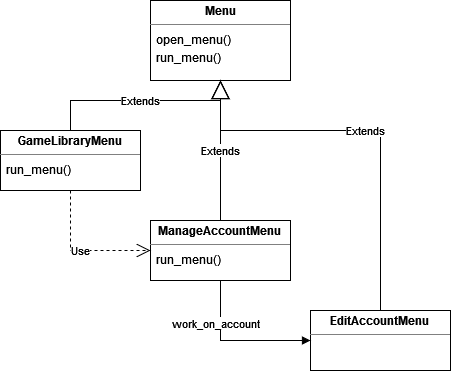 Menu
open_menu()
run_menu()
Extends
GameLibraryMenu
run_menu()
Extends
Extends
ManageAccountMenu
run_menu()
Use
work_on_account
EditAccountMenu